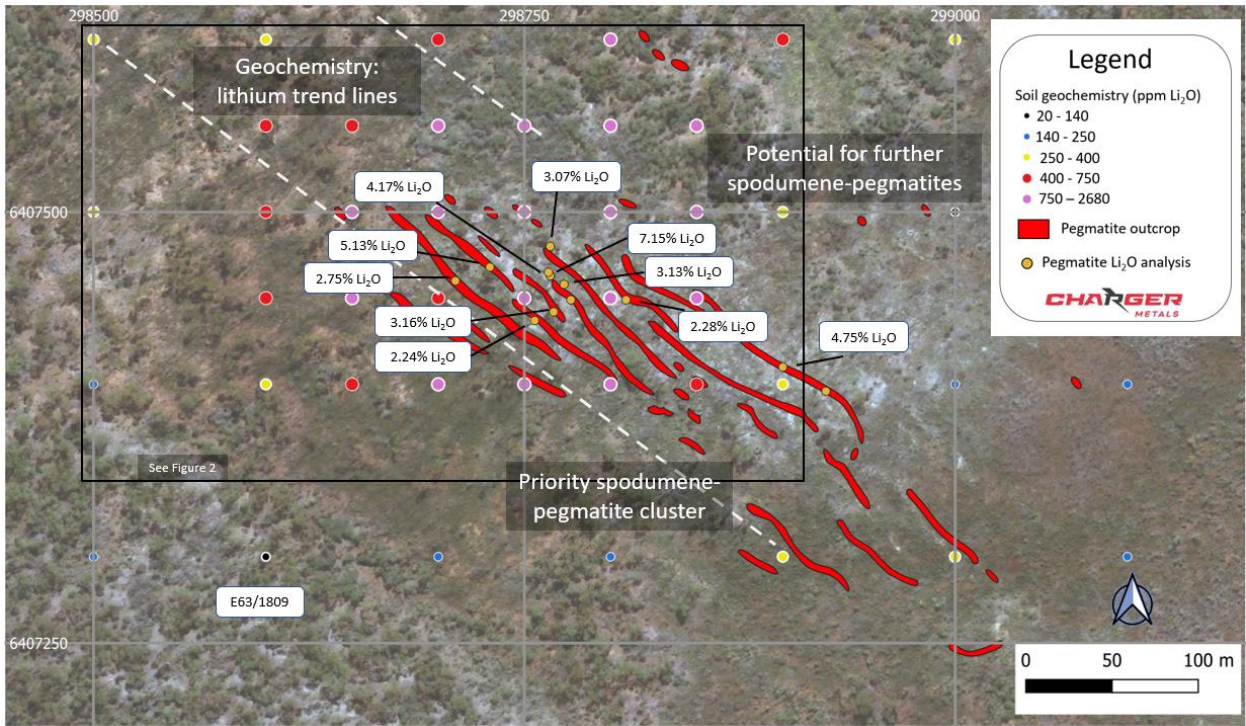 298500
298750
299000
Geochemistry:
lithium trend lines
Potential for further
spodumene-pegmatites
4.17% Li₂O
3.07% Li₂O
6407500
5.13% Li₂O
7.15% Li₂O
2.75% Li₂O
3.13% Li₂O
3.16% Li₂O
2.28% Li₂O
2.24% Li₂O
4.75% Li₂O
See Figure 2
Priority spodumene-
pegmatite cluster
E63/1809
6407250
Legend
Soil geochemistry (ppm Li₂O)
20 - 140
140 - 250
250 - 400
400 - 750
750 – 2680
Pegmatite outcrop
Pegmatite Li₂O analysis
CHARGER
METALS
0 50 100 m